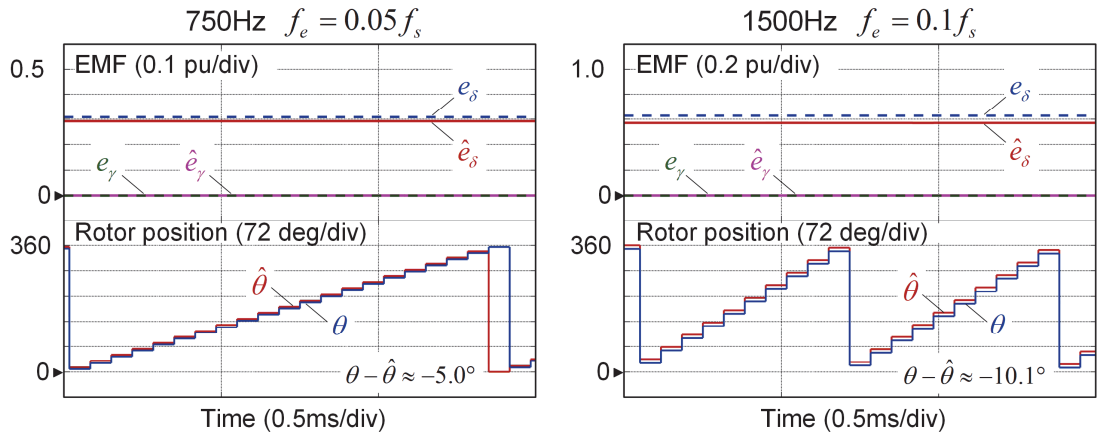 750Hz f_e = 0.05f_s
0.5
EMF (0.1 pu/div)
e_δ
ê_δ
e_γ
ê_γ
0
360
Rotor position (72 deg/div)
θ̂
θ
0
θ − θ̂ ≈ −5.0°
Time (0.5ms/div)
1500Hz f_e = 0.1f_s
1.0
EMF (0.2 pu/div)
e_δ
ê_δ
e_γ
ê_γ
0
360
Rotor position (72 deg/div)
θ̂
θ
0
θ − θ̂ ≈ −10.1°
Time (0.5ms/div)